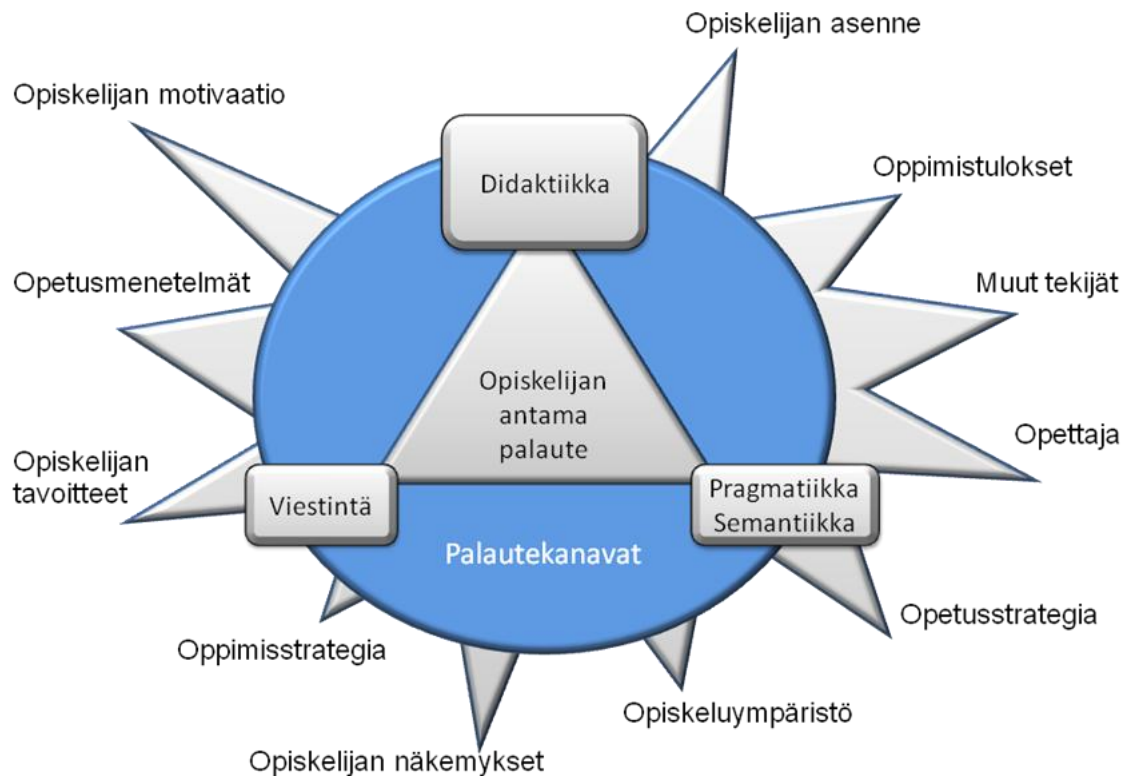 Opiskelijan asenne
Opiskelijan motivaatio
Didaktiikka
Oppimistulokset
Opetusmenetelmät
Muut tekijät
Opiskelijan
antama
palaute
Opettaja
Opiskelijan
tavoitteet
Viestintä
Pragmatiikka
Semantiikka
Palautekanavat
Opetusstrategia
Oppimisstrategia
Opiskeluympäristö
Opiskelijan näkemykset